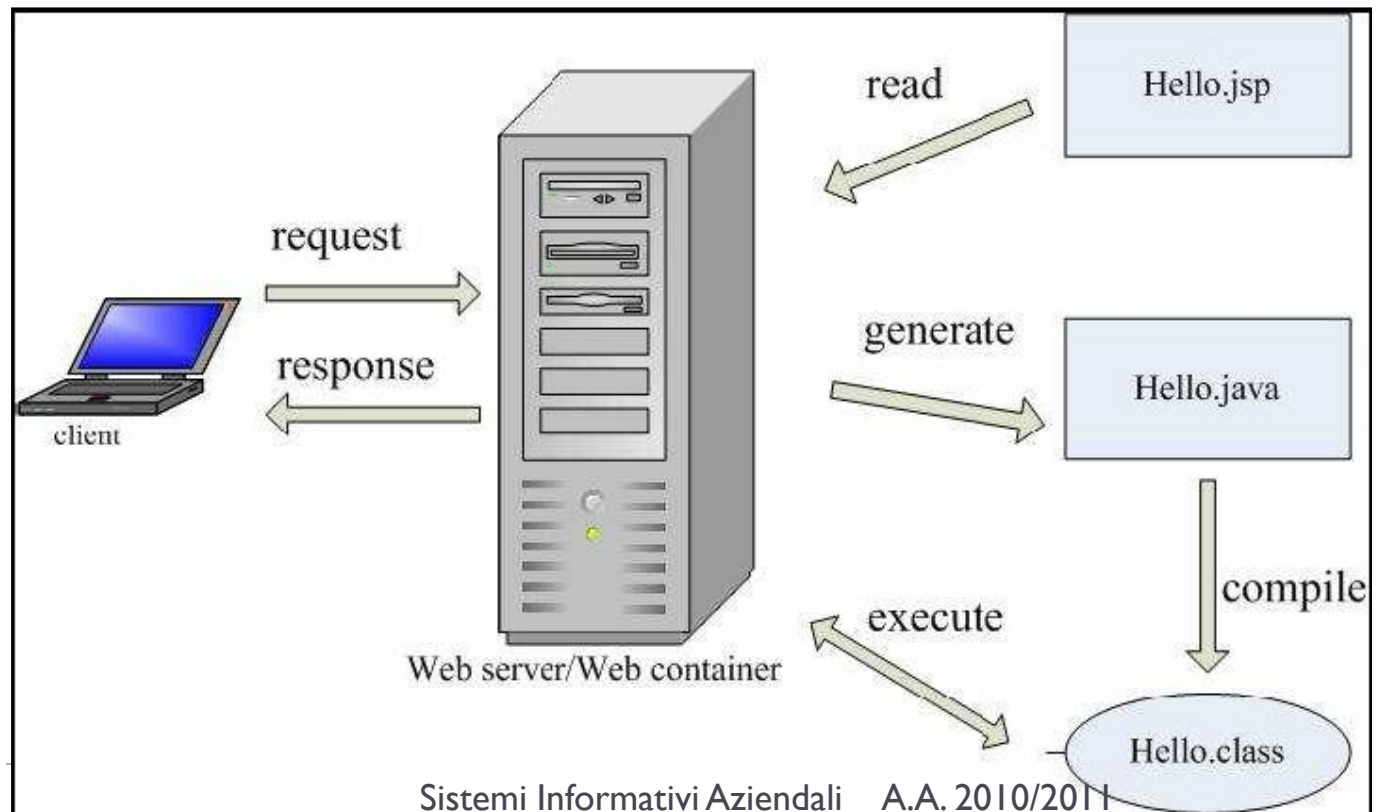 request
response
client
Web server/Web container
read
Hello.jsp
generate
Hello.java
compile
execute
Hello.class
Sistemi Informativi Aziendali A.A. 2010/2011